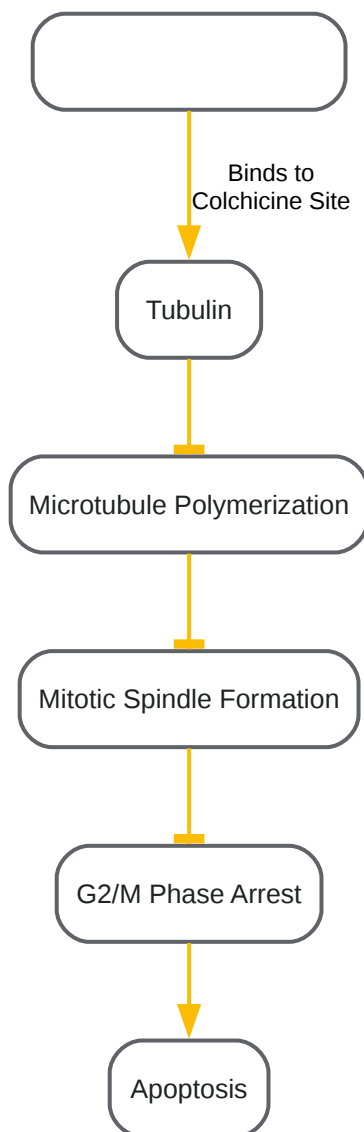 Binds to
Colchicine Site
Tubulin
Microtubule Polymerization
Mitotic Spindle Formation
G2/M Phase Arrest
Apoptosis